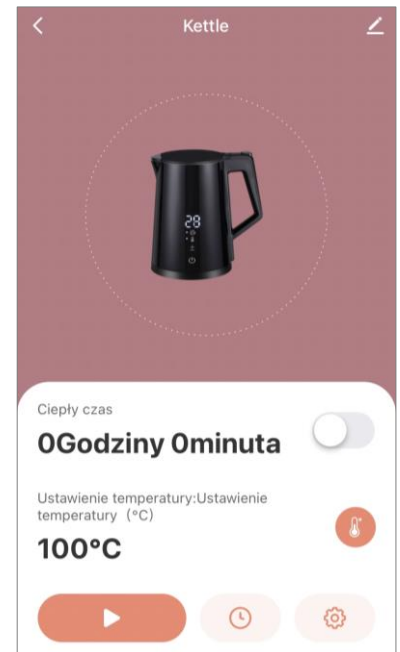 Kettle
28
Ciepły czas
0Godziny 0minuta
Ustawienie temperatury:Ustawienie
temperatury（°C）
100°C